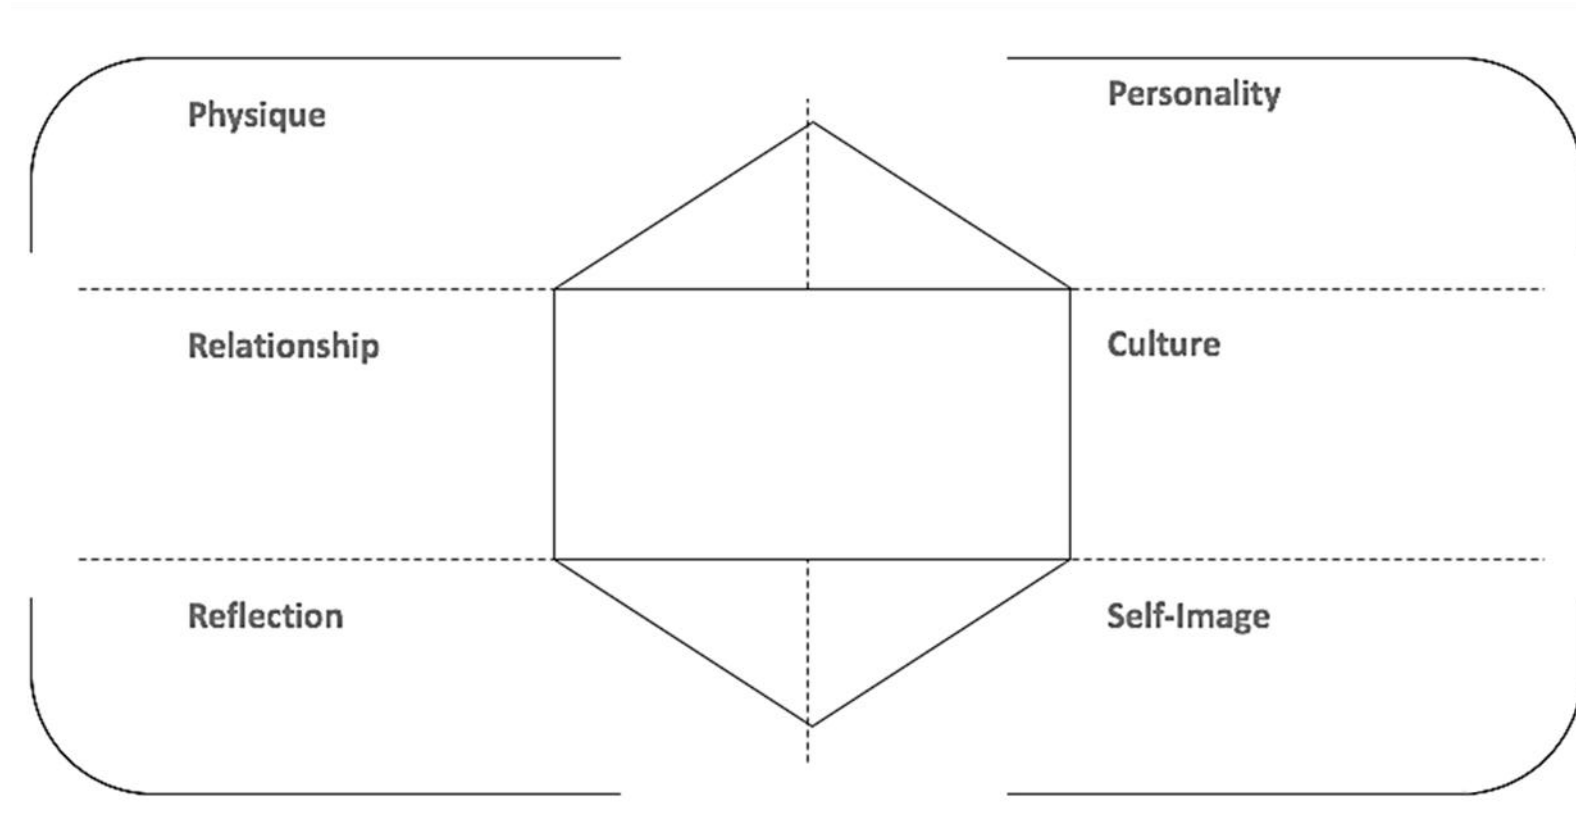 Physique
Personality
Relationship
Culture
Reflection
Self-Image